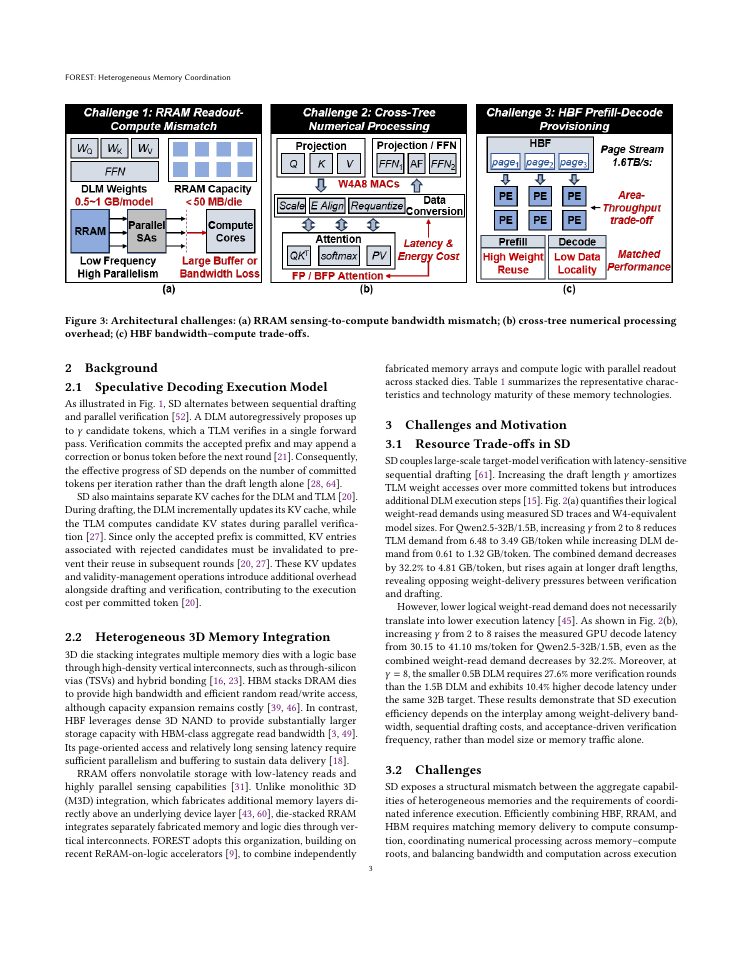 FOREST: Heterogeneous Memory Coordination
Challenge 1: RRAM Readout-
Compute Mismatch
WQ WK WV
FFN
DLM Weights
0.5~1 GB/model
RRAM Capacity
< 50 MB/die
RRAM
Parallel
SAs
Compute
Cores
Low Frequency
High Parallelism
Large Buffer or
Bandwidth Loss
(a)
Challenge 2: Cross-Tree
Numerical Processing
Projection
Q K V
Projection / FFN
FFN1 AF FFN2
W4A8 MACs
Scale E Align Requantize
Data
Conversion
Attention
QKT softmax PV
Latency &
Energy Cost
FP / BFP Attention
(b)
Challenge 3: HBF Prefill-Decode
Provisioning
HBF
page1 page2 page3
Page Stream
1.6TB/s:
PE PE PE
PE PE PE
Area-
Throughput
trade-off
Prefill
High Weight
Reuse
Decode
Low Data
Locality
Matched
Performance
(c)
Figure 3: Architectural challenges: (a) RRAM sensing-to-compute bandwidth mismatch; (b) cross-tree numerical processing
overhead; (c) HBF bandwidth–compute trade-offs.
2 Background
2.1 Speculative Decoding Execution Model
As illustrated in Fig. 1, SD alternates between sequential drafting
and parallel verification [52]. A DLM autoregressively proposes up
to γ candidate tokens, which a TLM verifies in a single forward
pass. Verification commits the accepted prefix and may append a
correction or bonus token before the next round [21]. Consequently,
the effective progress of SD depends on the number of committed
tokens per iteration rather than the draft length alone [28, 64].
SD also maintains separate KV caches for the DLM and TLM [20].
During drafting, the DLM incrementally updates its KV cache, while
the TLM computes candidate KV states during parallel verifica-
tion [27]. Since only the accepted prefix is committed, KV entries
associated with rejected candidates must be invalidated to pre-
vent their reuse in subsequent rounds [20, 27]. These KV updates
and validity-management operations introduce additional overhead
alongside drafting and verification, contributing to the execution
cost per committed token [20].
2.2 Heterogeneous 3D Memory Integration
3D die stacking integrates multiple memory dies with a logic base
through high-density vertical interconnects, such as through-silicon
vias (TSVs) and hybrid bonding [16, 23]. HBM stacks DRAM dies
to provide high bandwidth and efficient random read/write access,
although capacity expansion remains costly [39, 46]. In contrast,
HBF leverages dense 3D NAND to provide substantially larger
storage capacity with HBM-class aggregate read bandwidth [3, 49].
Its page-oriented access and relatively long sensing latency require
sufficient parallelism and buffering to sustain data delivery [18].
RRAM offers nonvolatile storage with low-latency reads and
highly parallel sensing capabilities [31]. Unlike monolithic 3D
(M3D) integration, which fabricates additional memory layers di-
rectly above an underlying device layer [43, 60], die-stacked RRAM
integrates separately fabricated memory and logic dies through ver-
tical interconnects. FOREST adopts this organization, building on
recent ReRAM-on-logic accelerators [9], to combine independently
fabricated memory arrays and compute logic with parallel readout
across stacked dies. Table 1 summarizes the representative charac-
teristics and technology maturity of these memory technologies.
3 Challenges and Motivation
3.1 Resource Trade-offs in SD
SD couples large-scale target-model verification with latency-sensitive
sequential drafting [61]. Increasing the draft length γ amortizes
TLM weight accesses over more committed tokens but introduces
additional DLM execution steps [15]. Fig. 2(a) quantifies their logical
weight-read demands using measured SD traces and W4-equivalent
model sizes. For Qwen2.5-32B/1.5B, increasing γ from 2 to 8 reduces
TLM demand from 6.48 to 3.49 GB/token while increasing DLM de-
mand from 0.61 to 1.32 GB/token. The combined demand decreases
by 32.2% to 4.81 GB/token, but rises again at longer draft lengths,
revealing opposing weight-delivery pressures between verification
and drafting.
However, lower logical weight-read demand does not necessarily
translate into lower execution latency [45]. As shown in Fig. 2(b),
increasing γ from 2 to 8 raises the measured GPU decode latency
from 30.15 to 41.10 ms/token for Qwen2.5-32B/1.5B, even as the
combined weight-read demand decreases by 32.2%. Moreover, at
γ = 8, the smaller 0.5B DLM requires 27.6% more verification rounds
than the 1.5B DLM and exhibits 10.4% higher decode latency under
the same 32B target. These results demonstrate that SD execution
efficiency depends on the interplay among weight-delivery band-
width, sequential drafting costs, and acceptance-driven verification
frequency, rather than model size or memory traffic alone.
3.2 Challenges
SD exposes a structural mismatch between the aggregate capabil-
ities of heterogeneous memories and the requirements of coordi-
nated inference execution. Efficiently combining HBF, RRAM, and
HBM requires matching memory delivery to compute consump-
tion, coordinating numerical processing across memory–compute
roots, and balancing bandwidth and computation across execution
3